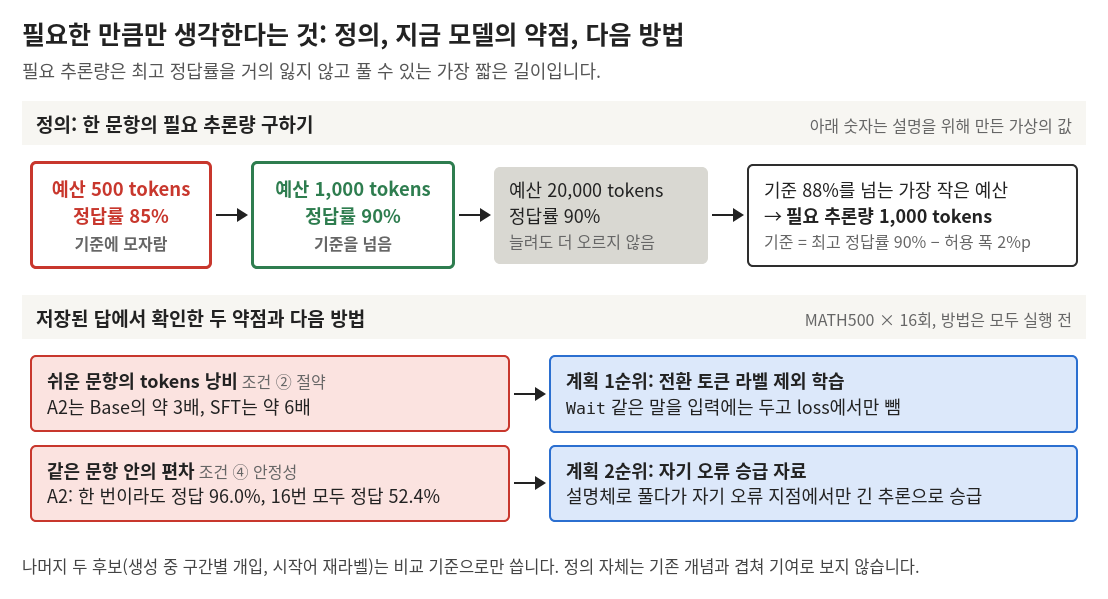 필요한 만큼만 생각한다는 것: 정의, 지금 모델의 약점, 다음 방법
필요 추론량은 최고 정답률을 거의 잃지 않고 풀 수 있는 가장 짧은 길이입니다.
정의: 한 문항의 필요 추론량 구하기
아래 숫자는 설명을 위해 만든 가상의 값
예산 500 tokens
정답률 85%
기준에 모자람
예산 1,000 tokens
정답률 90%
기준을 넘음
예산 20,000 tokens
정답률 90%
늘려도 더 오르지 않음
기준 88%를 넘는 가장 작은 예산
→ 필요 추론량 1,000 tokens
기준 = 최고 정답률 90% − 허용 폭 2%p
저장된 답에서 확인한 두 약점과 다음 방법
MATH500 × 16회, 방법은 모두 실행 전
쉬운 문항의 tokens 낭비 조건 ② 절약
A2는 Base의 약 3배, SFT는 약 6배
계획 1순위: 전환 토큰 라벨 제외 학습
Wait 같은 말을 입력에는 두고 loss에서만 뺌
같은 문항 안의 편차 조건 ④ 안정성
A2: 한 번이라도 정답 96.0%, 16번 모두 정답 52.4%
계획 2순위: 자기 오류 승급 자료
설명체로 풀다가 자기 오류 지점에서만 긴 추론으로 승급
나머지 두 후보(생성 중 구간별 개입, 시작어 재라벨)는 비교 기준으로만 씁니다. 정의 자체는 기존 개념과 겹쳐 기여로 보지 않습니다.